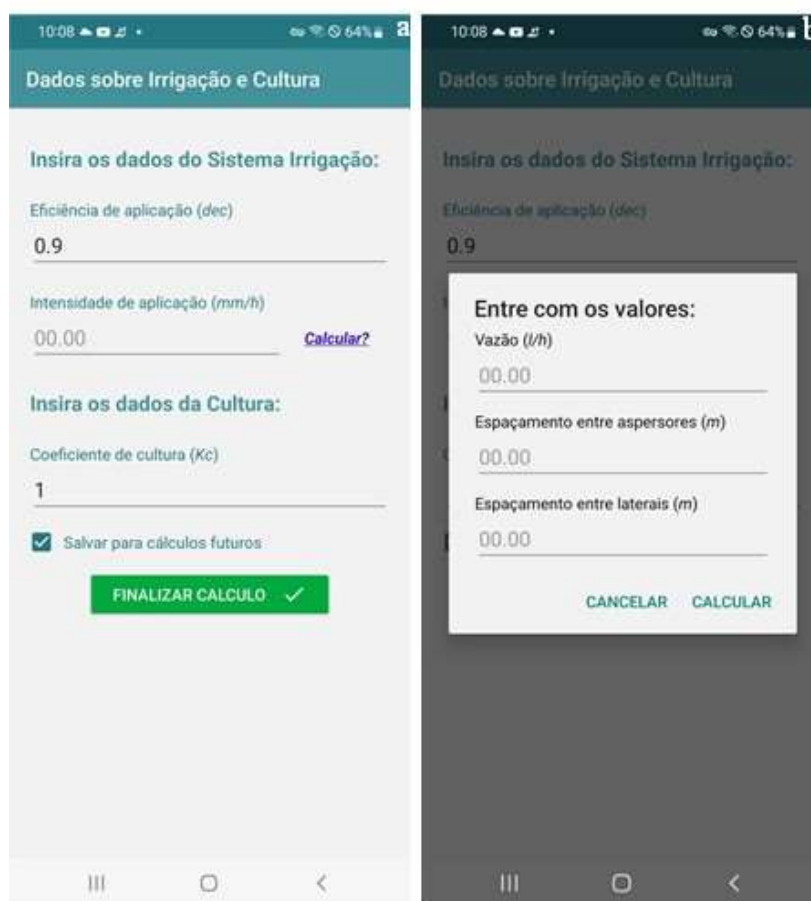 10:08
64%
a
Dados sobre Irrigação e Cultura
Insira os dados do Sistema Irrigação:
Eficiência de aplicação (dec)
0.9
Intensidade de aplicação (mm/h)
00.00
Calcular?
Insira os dados da Cultura:
Coeficiente de cultura (Kc)
1
Salvar para cálculos futuros
FINALIZAR CALCULO
10:08
64%
Dados sobre Irrigação e Cultura
Insira os dados do Sistema Irrigação:
Eficiência de aplicação (dec)
0.9
Entre com os valores:
Vazão (l/h)
00.00
Espaçamento entre aspersores (m)
00.00
Espaçamento entre laterais (m)
00.00
CANCELAR CALCULAR